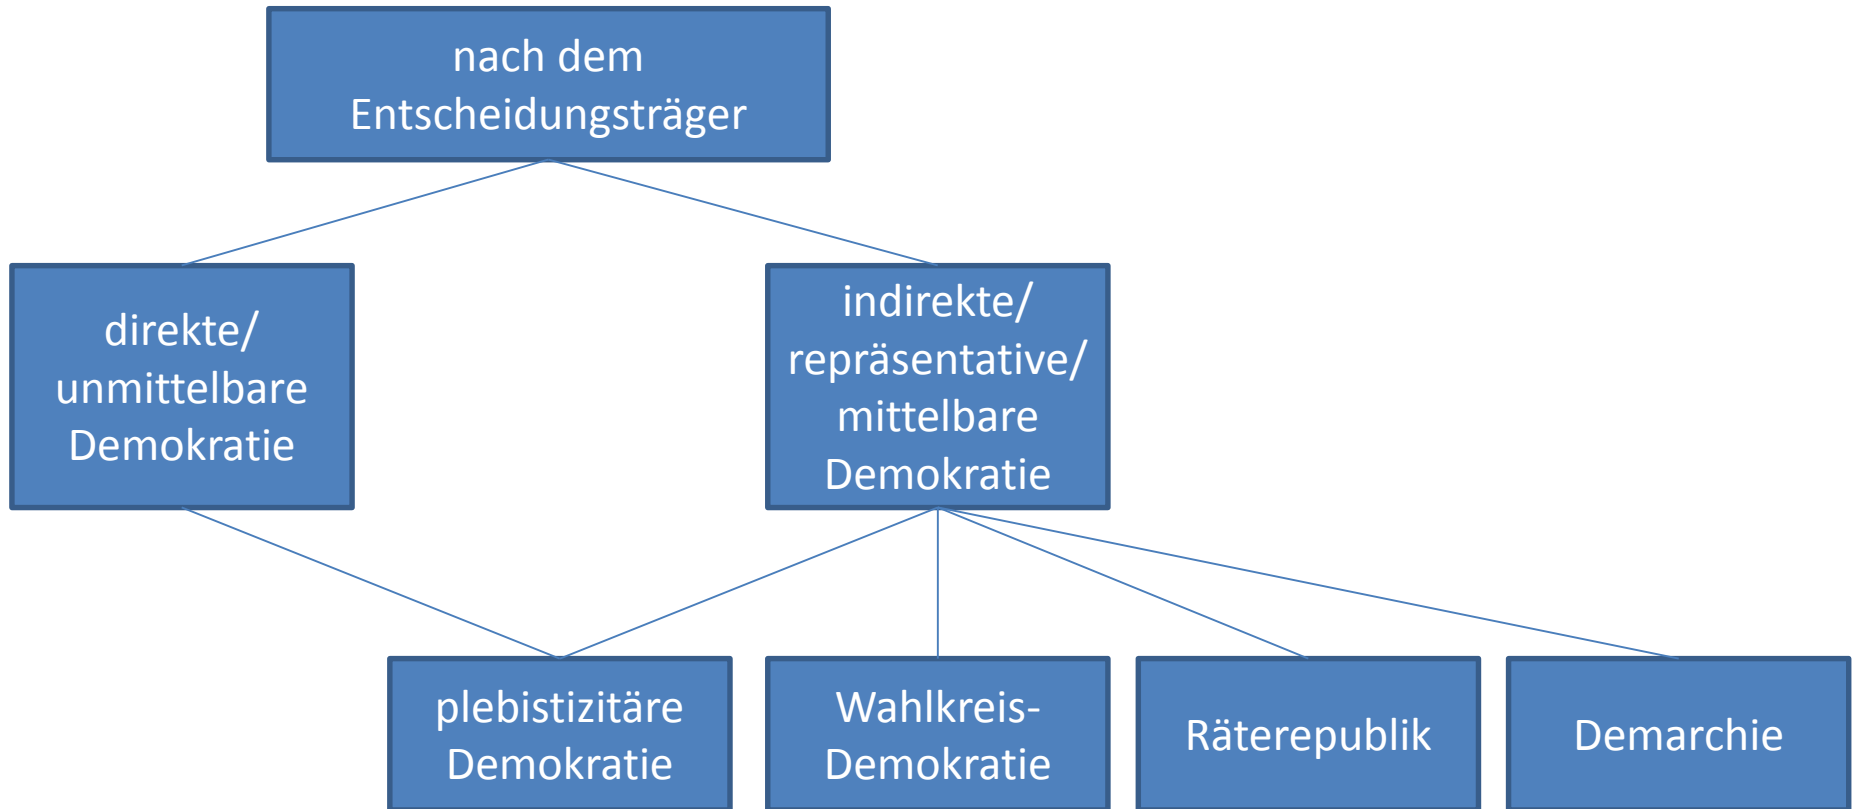 nach dem
Entscheidungsträger
direkte/
unmittelbare
Demokratie
indirekte/
repräsentative/
mittelbare
Demokratie
plebistizitäre
Demokratie
Wahlkreis-
Demokratie
Räterepublik
Demarchie